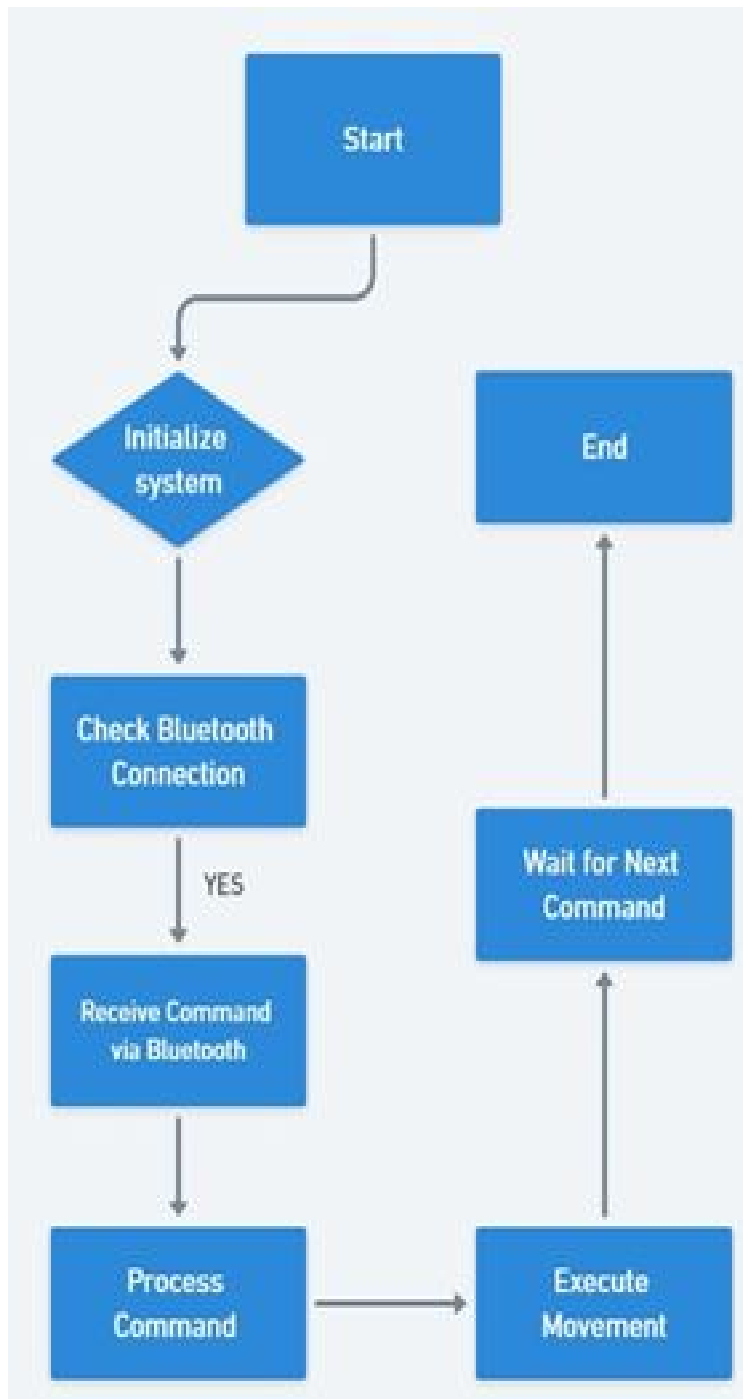 Start
Initialize
system
Check Bluetooth
Connection
YES
Receive Command
via Bluetooth
Process
Command
Execute
Movement
Wait for Next
Command
End